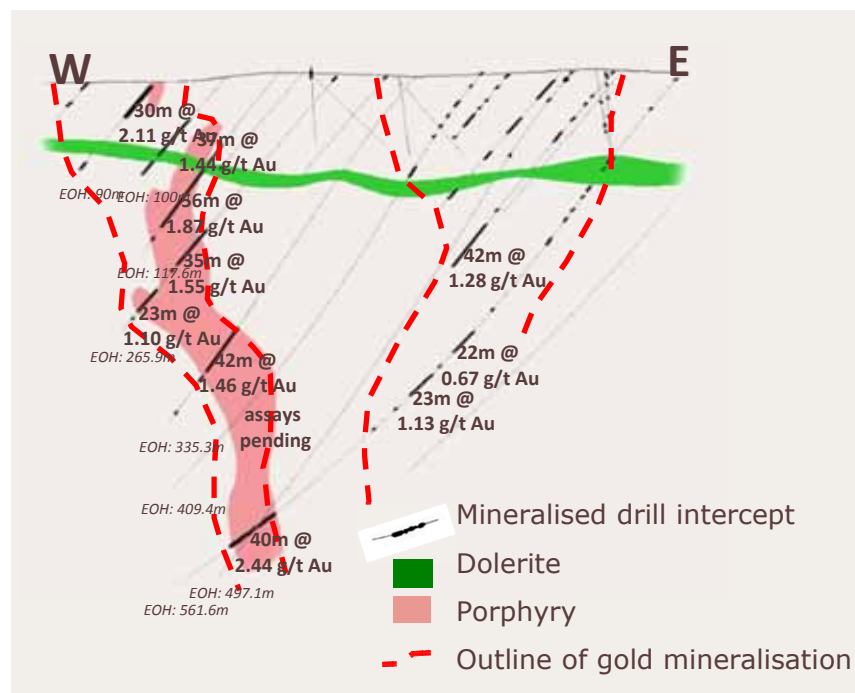 W
E
30m @
2.11 g/t Au
37m @
1.44 g/t Au
EOH: 90m
EOH: 100m
36m @
1.87 g/t Au
35m @
1.55 g/t Au
EOH: 117.6m
42m @
1.28 g/t Au
23m @
1.10 g/t Au
EOH: 265.9m
42m @
1.46 g/t Au
22m @
0.67 g/t Au
23m @
1.13 g/t Au
assays
pending
EOH: 335.3m
EOH: 409.4m
40m @
2.44 g/t Au
EOH: 497.1m
EOH: 561.6m
Mineralised drill intercept
Dolerite
Porphyry
Outline of gold mineralisation